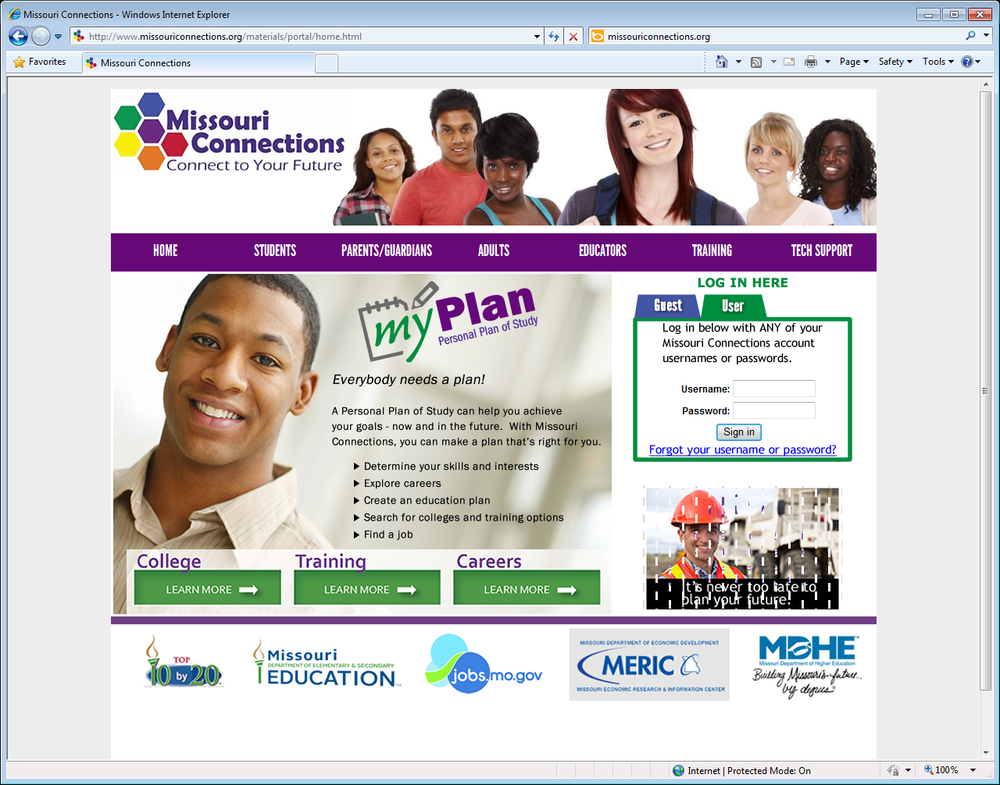 Missouri Connections - Windows Internet Explorer
http://www.missouriconnections.org/materials/portal/home.html
missouriconnections.org
Favorites
Missouri Connections
Page
Safety
Tools
Missouri
Connections
Connect to Your Future
HOME
STUDENTS
PARENTS/GUARDIANS
ADULTS
EDUCATORS
TRAINING
TECH SUPPORT
myPlan
Personal Plan of Study
Everybody needs a plan!
A Personal Plan of Study can help you achieve
your goals - now and in the future. With Missouri
Connections, you can make a plan that's right for you.
Determine your skills and interests
Explore careers
Create an education plan
Search for colleges and training options
Find a job
College
LEARN MORE
Training
LEARN MORE
Careers
LEARN MORE
LOG IN HERE
Guest
User
Log in below with ANY of your
Missouri Connections account
usernames or passwords.
Username:
Password:
Sign in
Forgot your username or password?
It's never too late to
plan your future.
TOP
10 by 20
Missouri
DEPARTMENT OF ELEMENTARY & SECONDARY
EDUCATION™
jobs.mo.gov
MISSOURI DEPARTMENT OF ECONOMIC DEVELOPMENT
MERIC
MISSOURI ECONOMIC RESEARCH & INFORMATION CENTER
MDHE™
Missouri Department of Higher Education
Building Missouri's future...
by degrees®
Internet | Protected Mode: On
100%